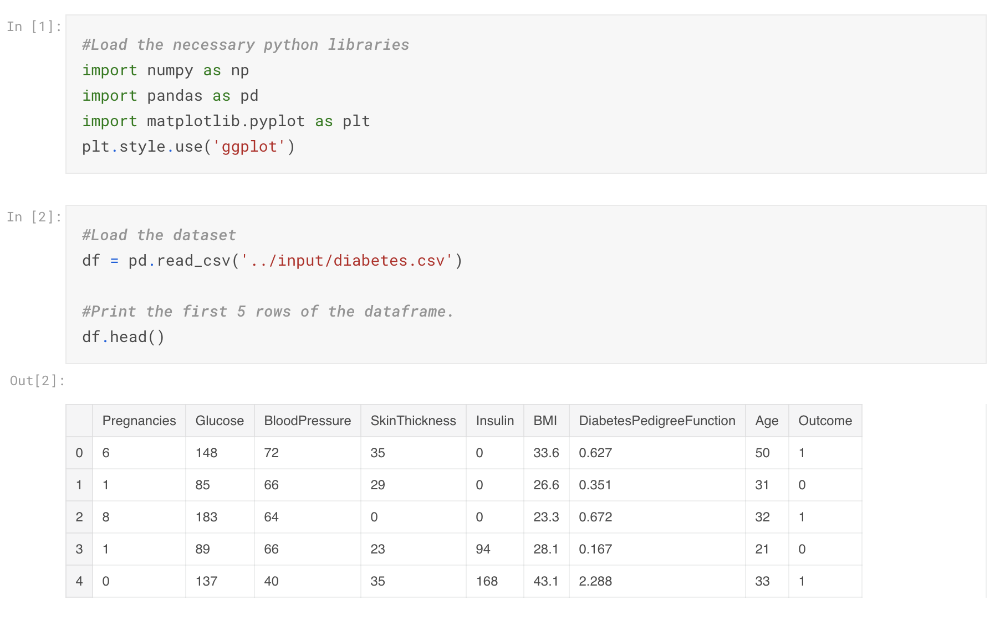 In [1]:
#Load the necessary python libraries
import numpy as np
import pandas as pd
import matplotlib.pyplot as plt
plt.style.use('ggplot')
In [2]:
#Load the dataset
df = pd.read_csv('../input/diabetes.csv')
#Print the first 5 rows of the dataframe.
df.head()
Out[2]:
Pregnancies Glucose BloodPressure SkinThickness Insulin BMI DiabetesPedigreeFunction Age Outcome
0 6 148 72 35 0 33.6 0.627 50 1
1 1 85 66 29 0 26.6 0.351 31 0
2 8 183 64 0 0 23.3 0.672 32 1
3 1 89 66 23 94 28.1 0.167 21 0
4 0 137 40 35 168 43.1 2.288 33 1